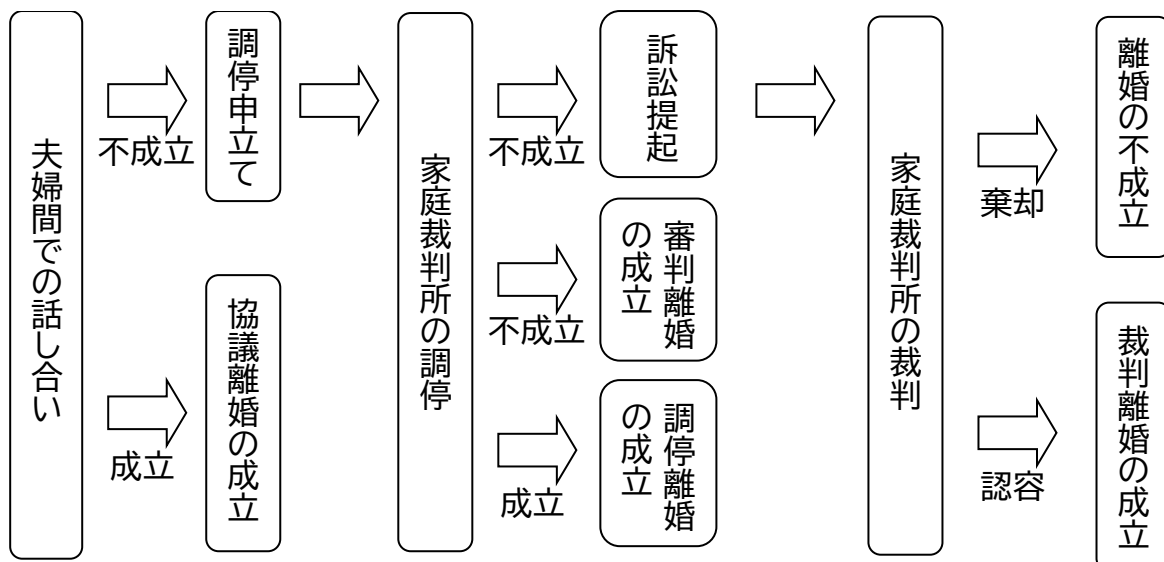 夫婦間での話し合い
不成立
調停申立て
成立
協議離婚の成立
家庭裁判所の調停
不成立
訴訟提起
不成立
審判離婚
の成立
成立
調停離婚
の成立
家庭裁判所の裁判
棄却
離婚の不成立
認容
裁判離婚の成立